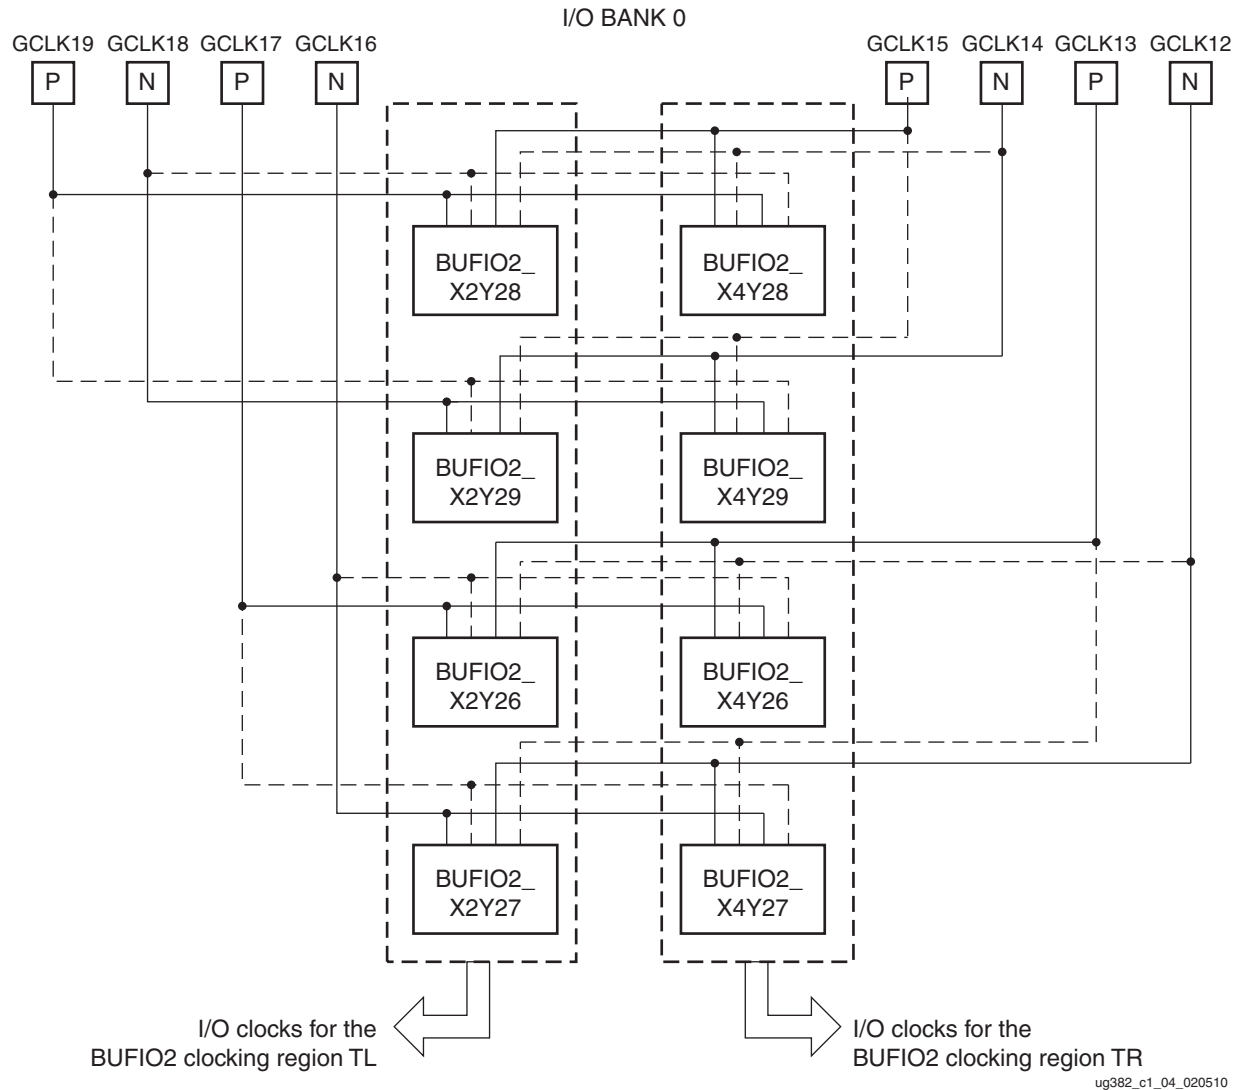 I/O BANK 0
GCLK19 GCLK18 GCLK17 GCLK16 GCLK15 GCLK14 GCLK13 GCLK12
P N P N P N P N
BUFIO2_ BUFIO2_
X2Y28 X4Y28
BUFIO2_ BUFIO2_
X2Y29 X4Y29
BUFIO2_ BUFIO2_
X2Y26 X4Y26
BUFIO2_ BUFIO2_
X2Y27 X4Y27
I/O clocks for the
BUFIO2 clocking region TL
I/O clocks for the
BUFIO2 clocking region TR
ug382_c1_04_020510